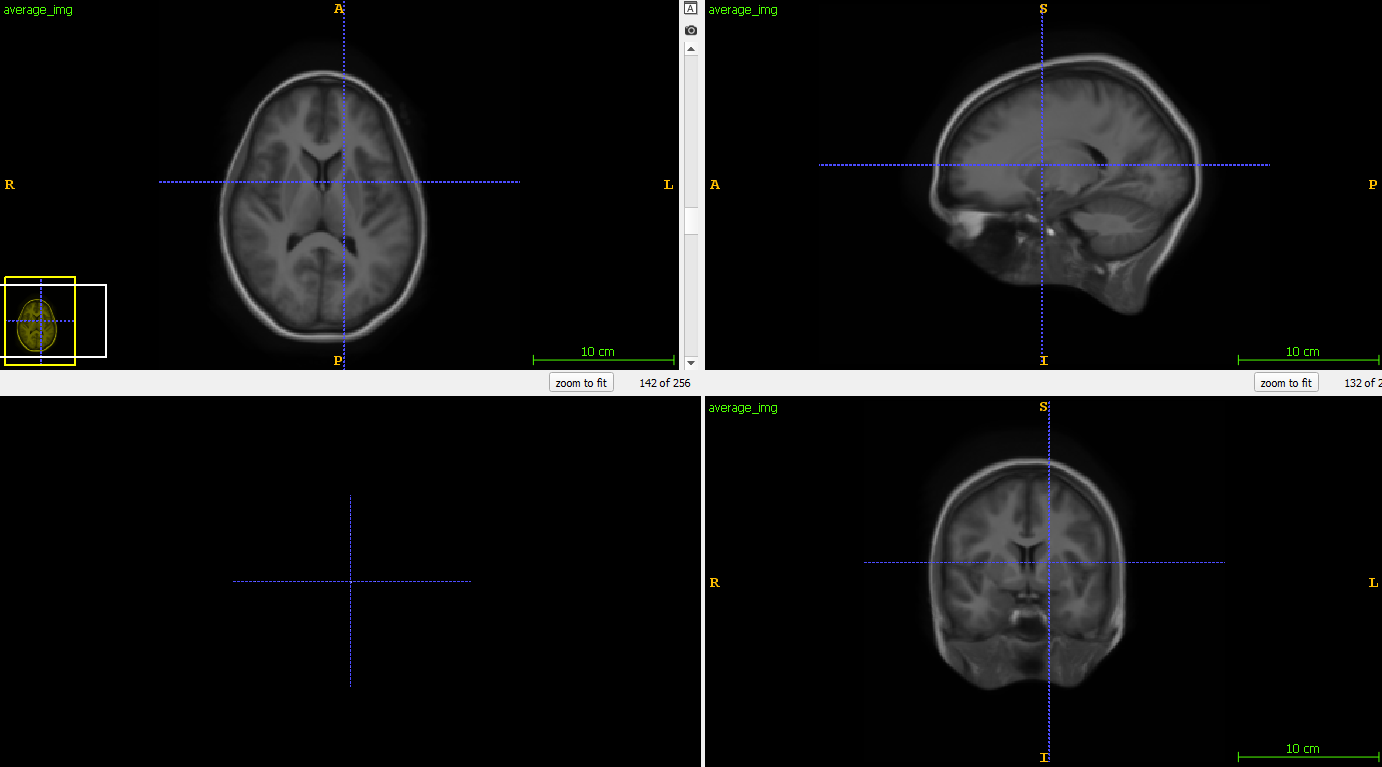 average_img
A
A
R
L
P
10 cm
zoom to fit
142 of 256
average_img
S
A
P
I
10 cm
zoom to fit
132 of 2
average_img
S
R
L
I
10 cm